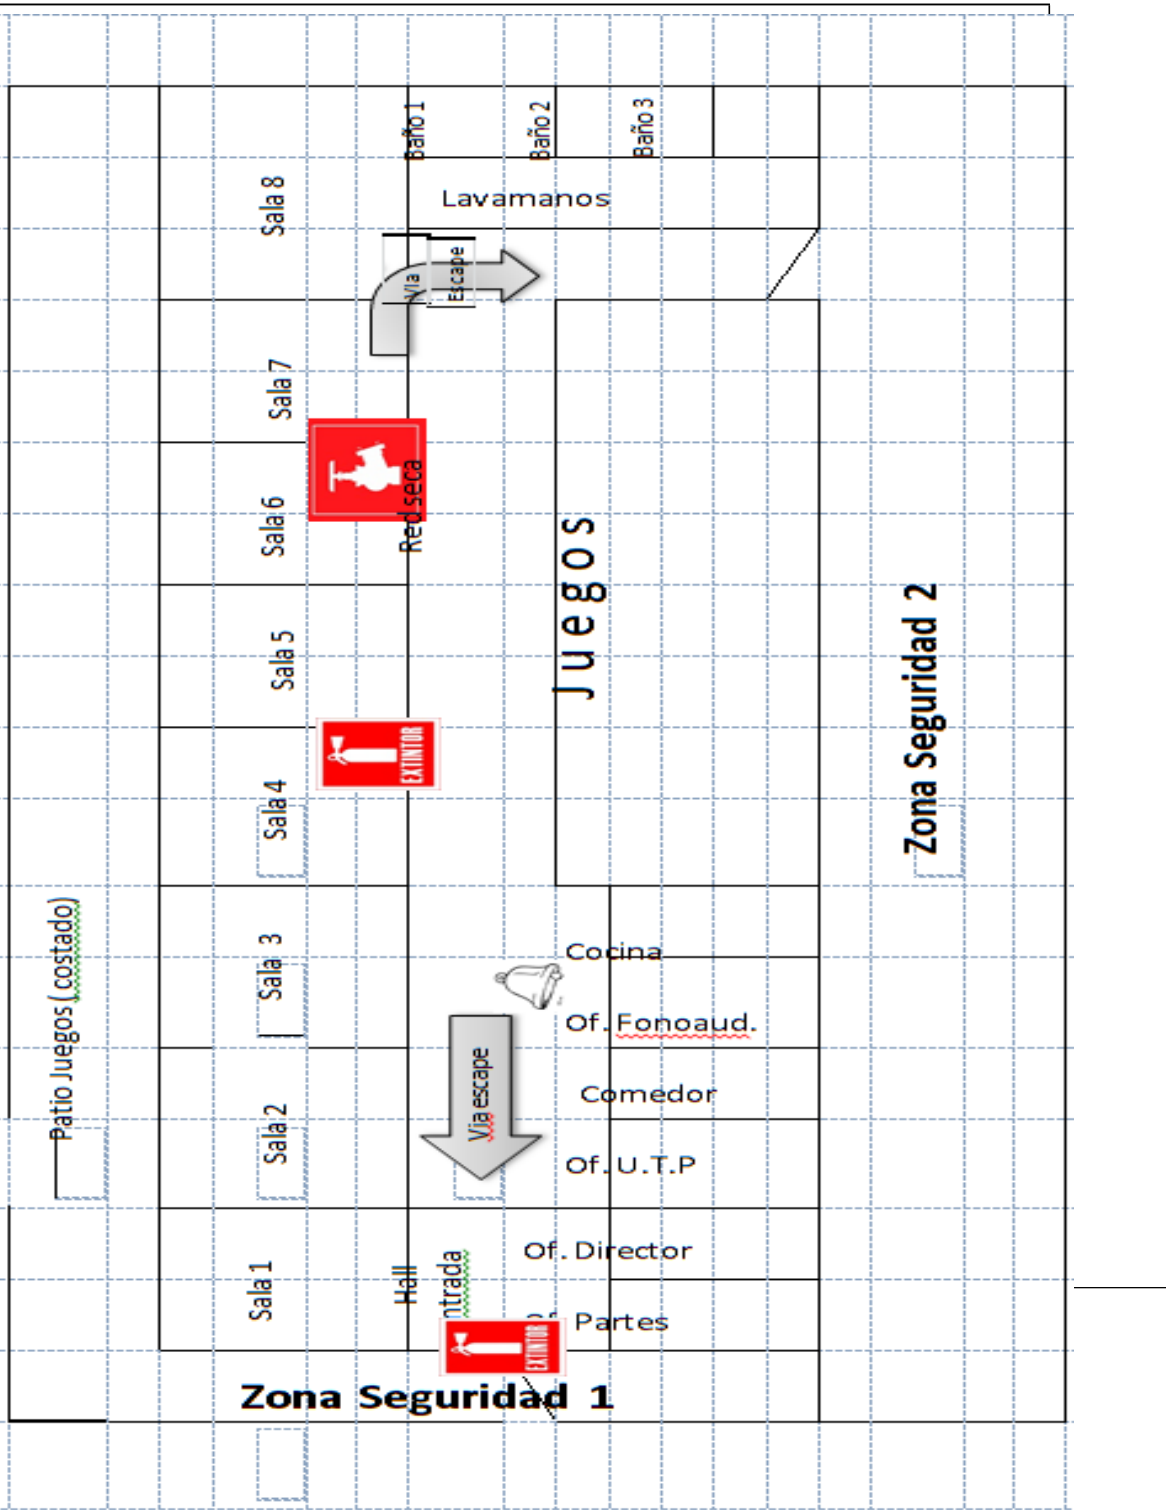 Baño 1
Baño 2
Baño 3
Sala 8
Lavamanos
Via
Escape
Sala 7
Sala 6
Red seca
Juegos
Sala 5
Zona Seguridad 2
EXTINTOR
Sala 4
Patio Juegos ( costado)
Sala 3
Cocina
Of. Fonoaud.
Via escape
Comedor
Sala 2
Of. U.T.P
Of. Director
Sala 1
Hall
ntrada
Partes
EXTINTOR
Zona Seguridad 1